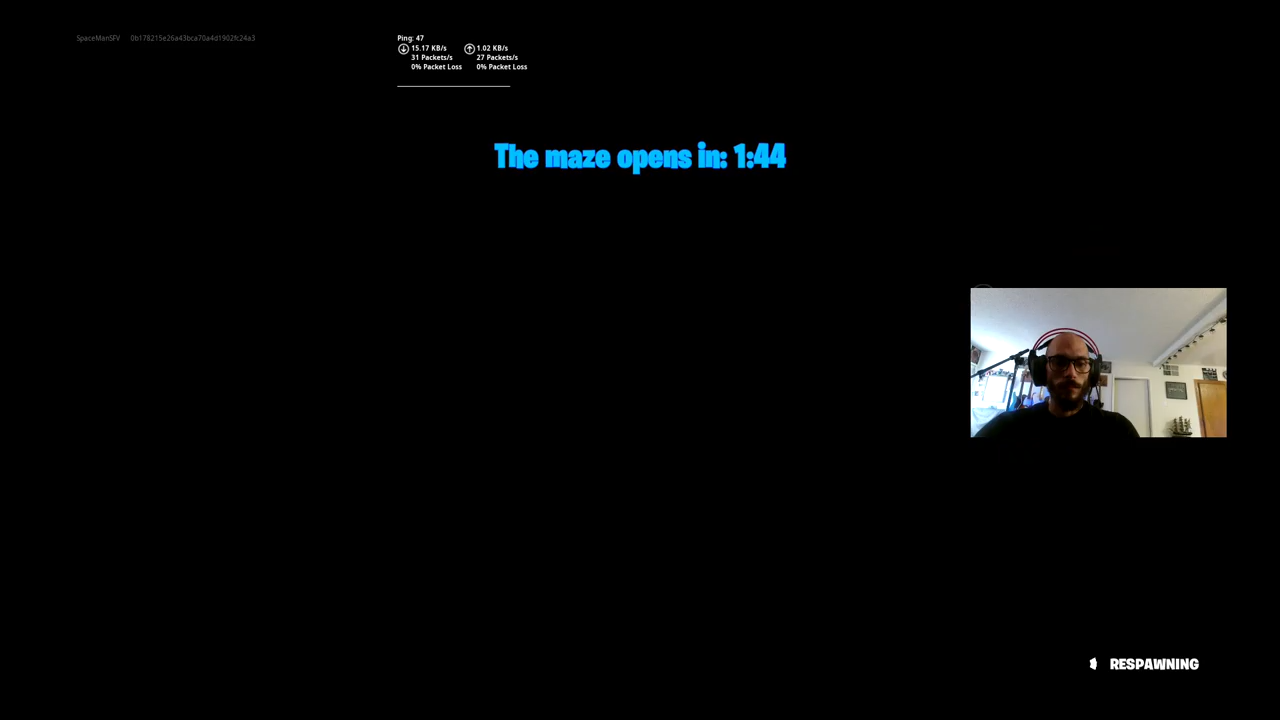 SpaceManSFV 0b178215e26a43bca70a4d1902fc24a3
Ping: 47
15.17 KB/s 1.02 KB/s
31 Packets/s 27 Packets/s
0% Packet Loss 0% Packet Loss
The maze opens in: 1:44
RESPAWNING